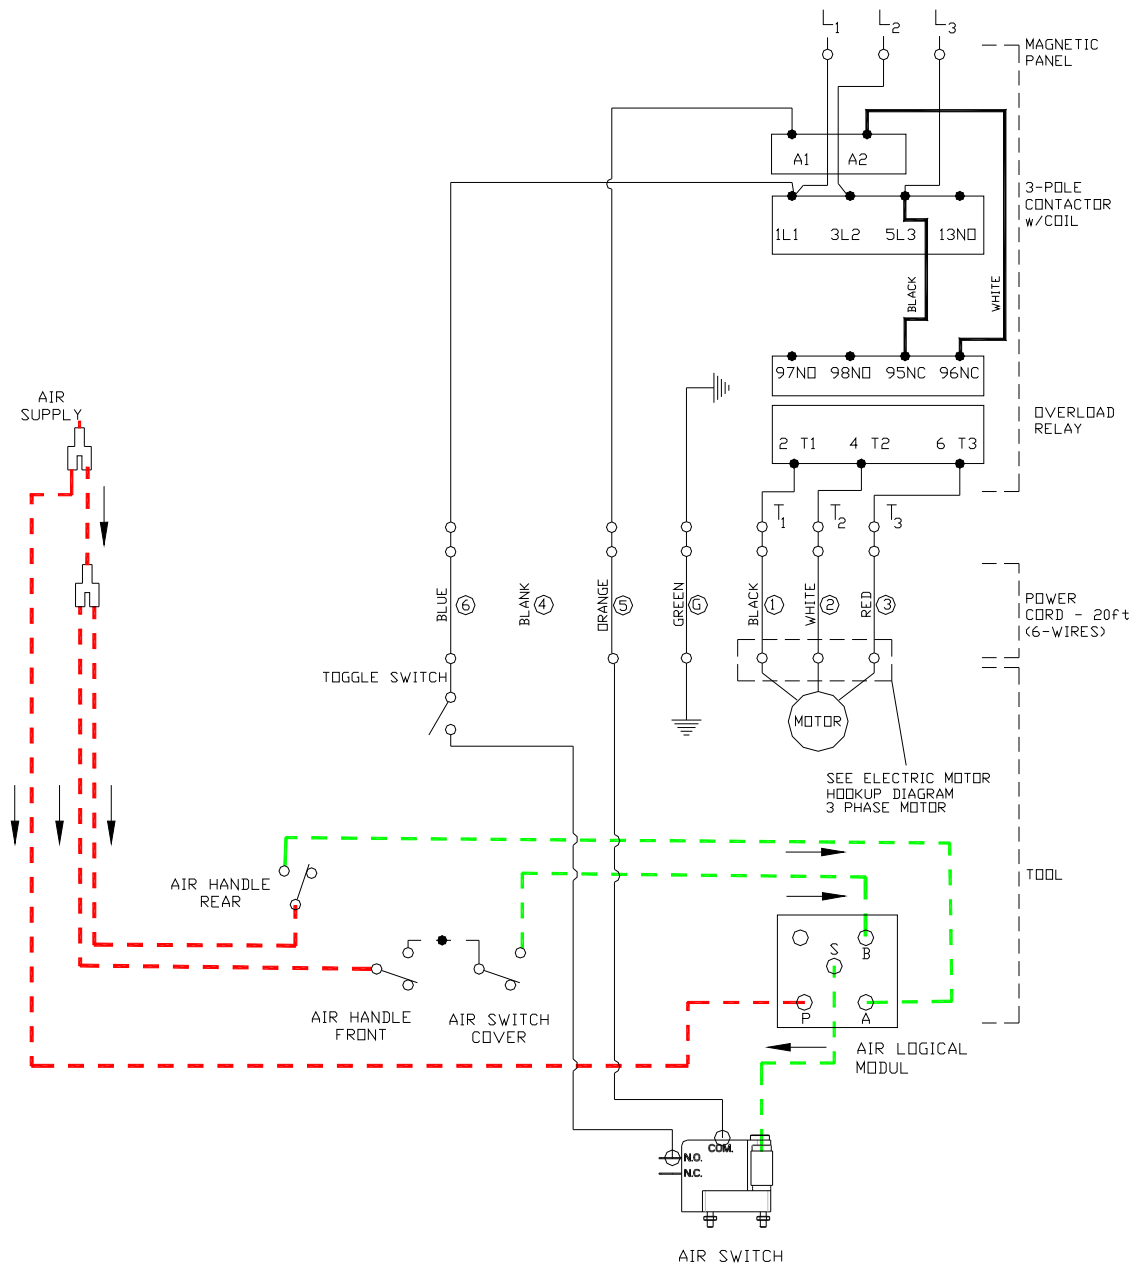 L1 L2 L3
MAGNETIC
PANEL
A1 A2
3-POLE
CONTACTOR
w/COIL
1L1 3L2 5L3 13NO
BLACK
WHITE
97NO 98NO 95NC 96NC
AIR
SUPPLY
OVERLOAD
RELAY
2 T1 4 T2 6 T3
T1 T2 T3
BLUE 6
BLANK 4
ORANGE 5
GREEN G
BLACK 1
WHITE 2
RED 3
POWER
CORD - 20ft
(6-WIRES)
TOGGLE SWITCH
MOTOR
SEE ELECTRIC MOTOR
HOOKUP DIAGRAM
3 PHASE MOTOR
AIR HANDLE
REAR
TOOL
S B
P A
AIR HANDLE
FRONT
AIR SWITCH
COVER
AIR LOGICAL
MODUL
COM.
N.O.
N.C.
AIR SWITCH